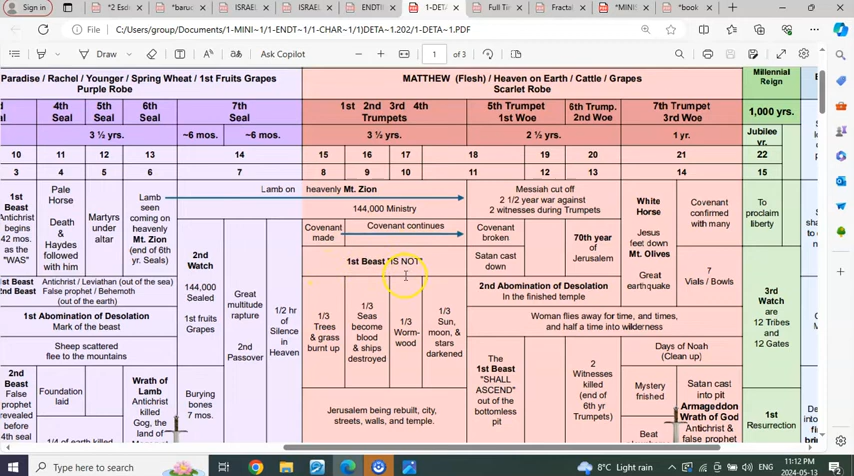 Sign in
*2 Esdi
*baruc
ISRAEL
ISRAEL
ENDTIM
1-DETA
Full Tim
Fractal
*MINIS
*book
File C:/Users/group/Documents/1-MINI~1/1-ENDT~1/1-CHAR~1/1)DETA~1.202/1-DETA~1.PDF
Draw
Ask Copilot
1 of 3
Paradise / Rachel / Younger / Spring Wheat / 1st Fruits Grapes
Purple Robe
MATTHEW (Flesh) / Heaven on Earth / Cattle / Grapes
Scarlet Robe
Millennial
Reign
4th
Seal
5th
Seal
6th
Seal
7th
Seal
1st 2nd 3rd 4th
Trumpets
5th Trumpet
1st Woe
6th Trump.
2nd Woe
7th Trumpet
3rd Woe
1,000 yrs.
3 ½ yrs.
~6 mos.
~6 mos.
3 ½ yrs.
2 ½ yrs.
1 yr.
Jubilee
yr.
10 11 12 13 14 15 16 17 18 19 20 21 22
3 4 5 6 7 8 9 10 11 12 13 14 15
1st
Beast
Antichrist
begins
42 mos.
as the
"WAS"
Pale
Horse
Death
&
Haydes
followed
with him
Martyrs
under
altar
Lamb
seen
coming on
heavenly
Mt. Zion
(end of 6th
yr. Seals)
Lamb on heavenly Mt. Zion
144,000 Ministry
Messiah cut off
2 1/2 year war against
2 witnesses during Trumpets
White
Horse
Jesus
feet down
Mt. Olives
Great
earthquake
Covenant
confirmed
with many
7
Vials / Bowls
To
proclaim
liberty
2nd
Watch
144,000
Sealed
1st fruits
Grapes
Great
multitude
rapture
2nd
Passover
1/2 hr
of
Silence
in
Heaven
Covenant
made
Covenant continues
Covenant
broken
Satan cast
down
70th year
of
Jerusalem
1st Beast "IS NOT"
1st Beast
2nd Beast
Antichrist / Leviathan (out of the sea)
False prophet / Behemoth
(out of the earth)
2nd Abomination of Desolation
In the finished temple
1st Abomination of Desolation
Mark of the beast
1/3
Trees
& grass
burnt up
1/3
Seas
become
blood
& ships
destroyed
1/3
Worm-
wood
1/3
Sun,
moon, &
stars
darkened
Woman flies away for time, and times,
and half a time into wilderness
3rd
Watch
are
12 Tribes
and
12 Gates
Sheep scattered
flee to the mountains
Days of Noah
(Clean up)
2nd
Beast
False
prophet
revealed
before
4th seal
Foundation
laid
Wrath of
Lamb
Antichrist
killed
Gog, the
land of
Burying
bones
7 mos.
The
1st Beast
"SHALL
ASCEND"
out of the
bottomless
pit
2
Witnesses
killed
(end of
6th yr
Trumpets)
Mystery
frished
Satan cast
into pit
Armageddon
Wrath of God
Antichrist &
false prophet
1/4 of earth killed
Jerusalem being rebuilt, city,
streets, walls, and temple.
1st
Resurrection
Type here to search
8°C Light rain
11:12 PM
2024-05-13